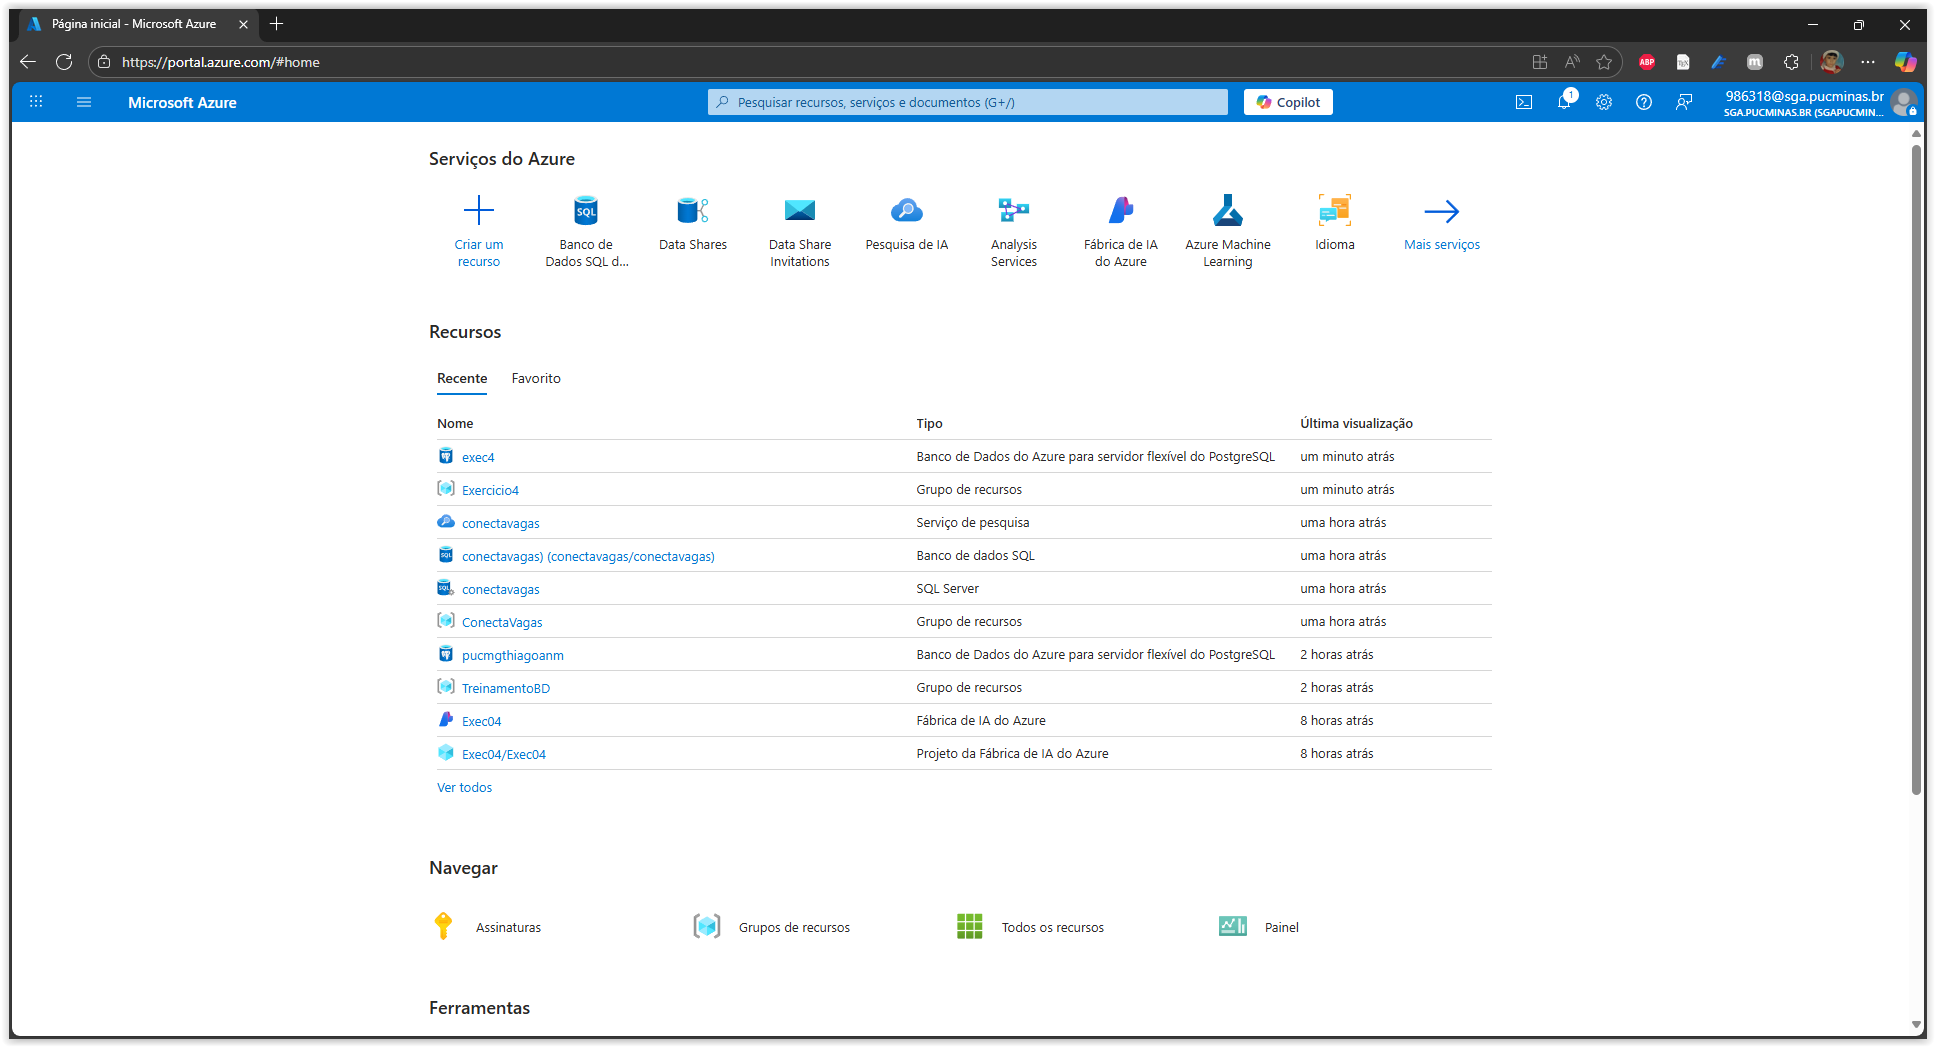 Página inicial - Microsoft Azure
https://portal.azure.com/#home
ABP
Microsoft Azure
Pesquisar recursos, serviços e documentos (G+/)
Copilot
1
986318@sga.pucminas.br
SGA.PUCMINAS.BR (SGAPUCMIN...
Serviços do Azure
Criar um recurso
SQL
Banco de Dados SQL d...
Data Shares
Data Share Invitations
Pesquisa de IA
Analysis Services
Fábrica de IA do Azure
Azure Machine Learning
Idioma
Mais serviços
Recursos
Recente Favorito
Nome Tipo Última visualização
exec4 Banco de Dados do Azure para servidor flexível do PostgreSQL um minuto atrás
Exercicio4 Grupo de recursos um minuto atrás
conectavagas Serviço de pesquisa uma hora atrás
conectavagas) (conectavagas/conectavagas) Banco de dados SQL uma hora atrás
conectavagas SQL Server uma hora atrás
ConectaVagas Grupo de recursos uma hora atrás
pucmgthiagoanm Banco de Dados do Azure para servidor flexível do PostgreSQL 2 horas atrás
TreinamentoBD Grupo de recursos 2 horas atrás
Exec04 Fábrica de IA do Azure 8 horas atrás
Exec04/Exec04 Projeto da Fábrica de IA do Azure 8 horas atrás
Ver todos
Navegar
Assinaturas Grupos de recursos Todos os recursos Painel
Ferramentas